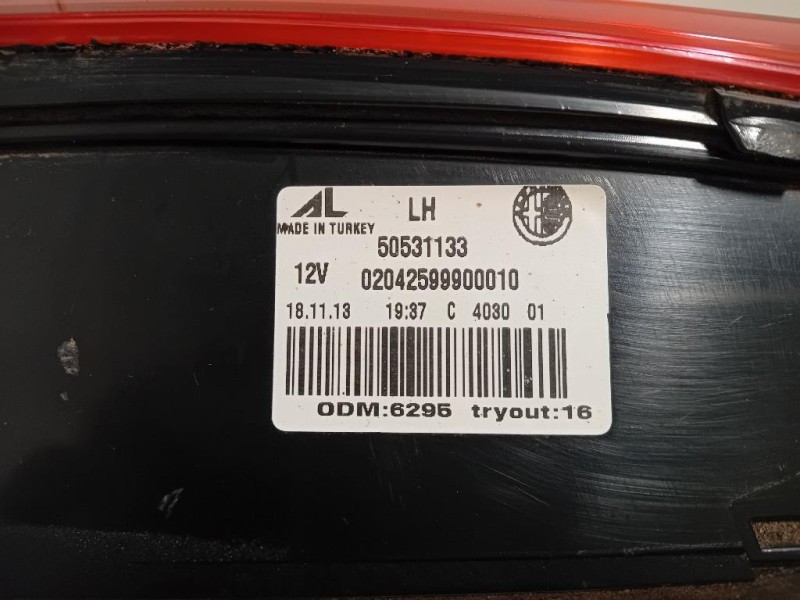 AL LH
MADE IN TURKEY
50531133
12V 02042599900010
18.11.13 19:37 C 4030 01
ODM:6295 tryout:16